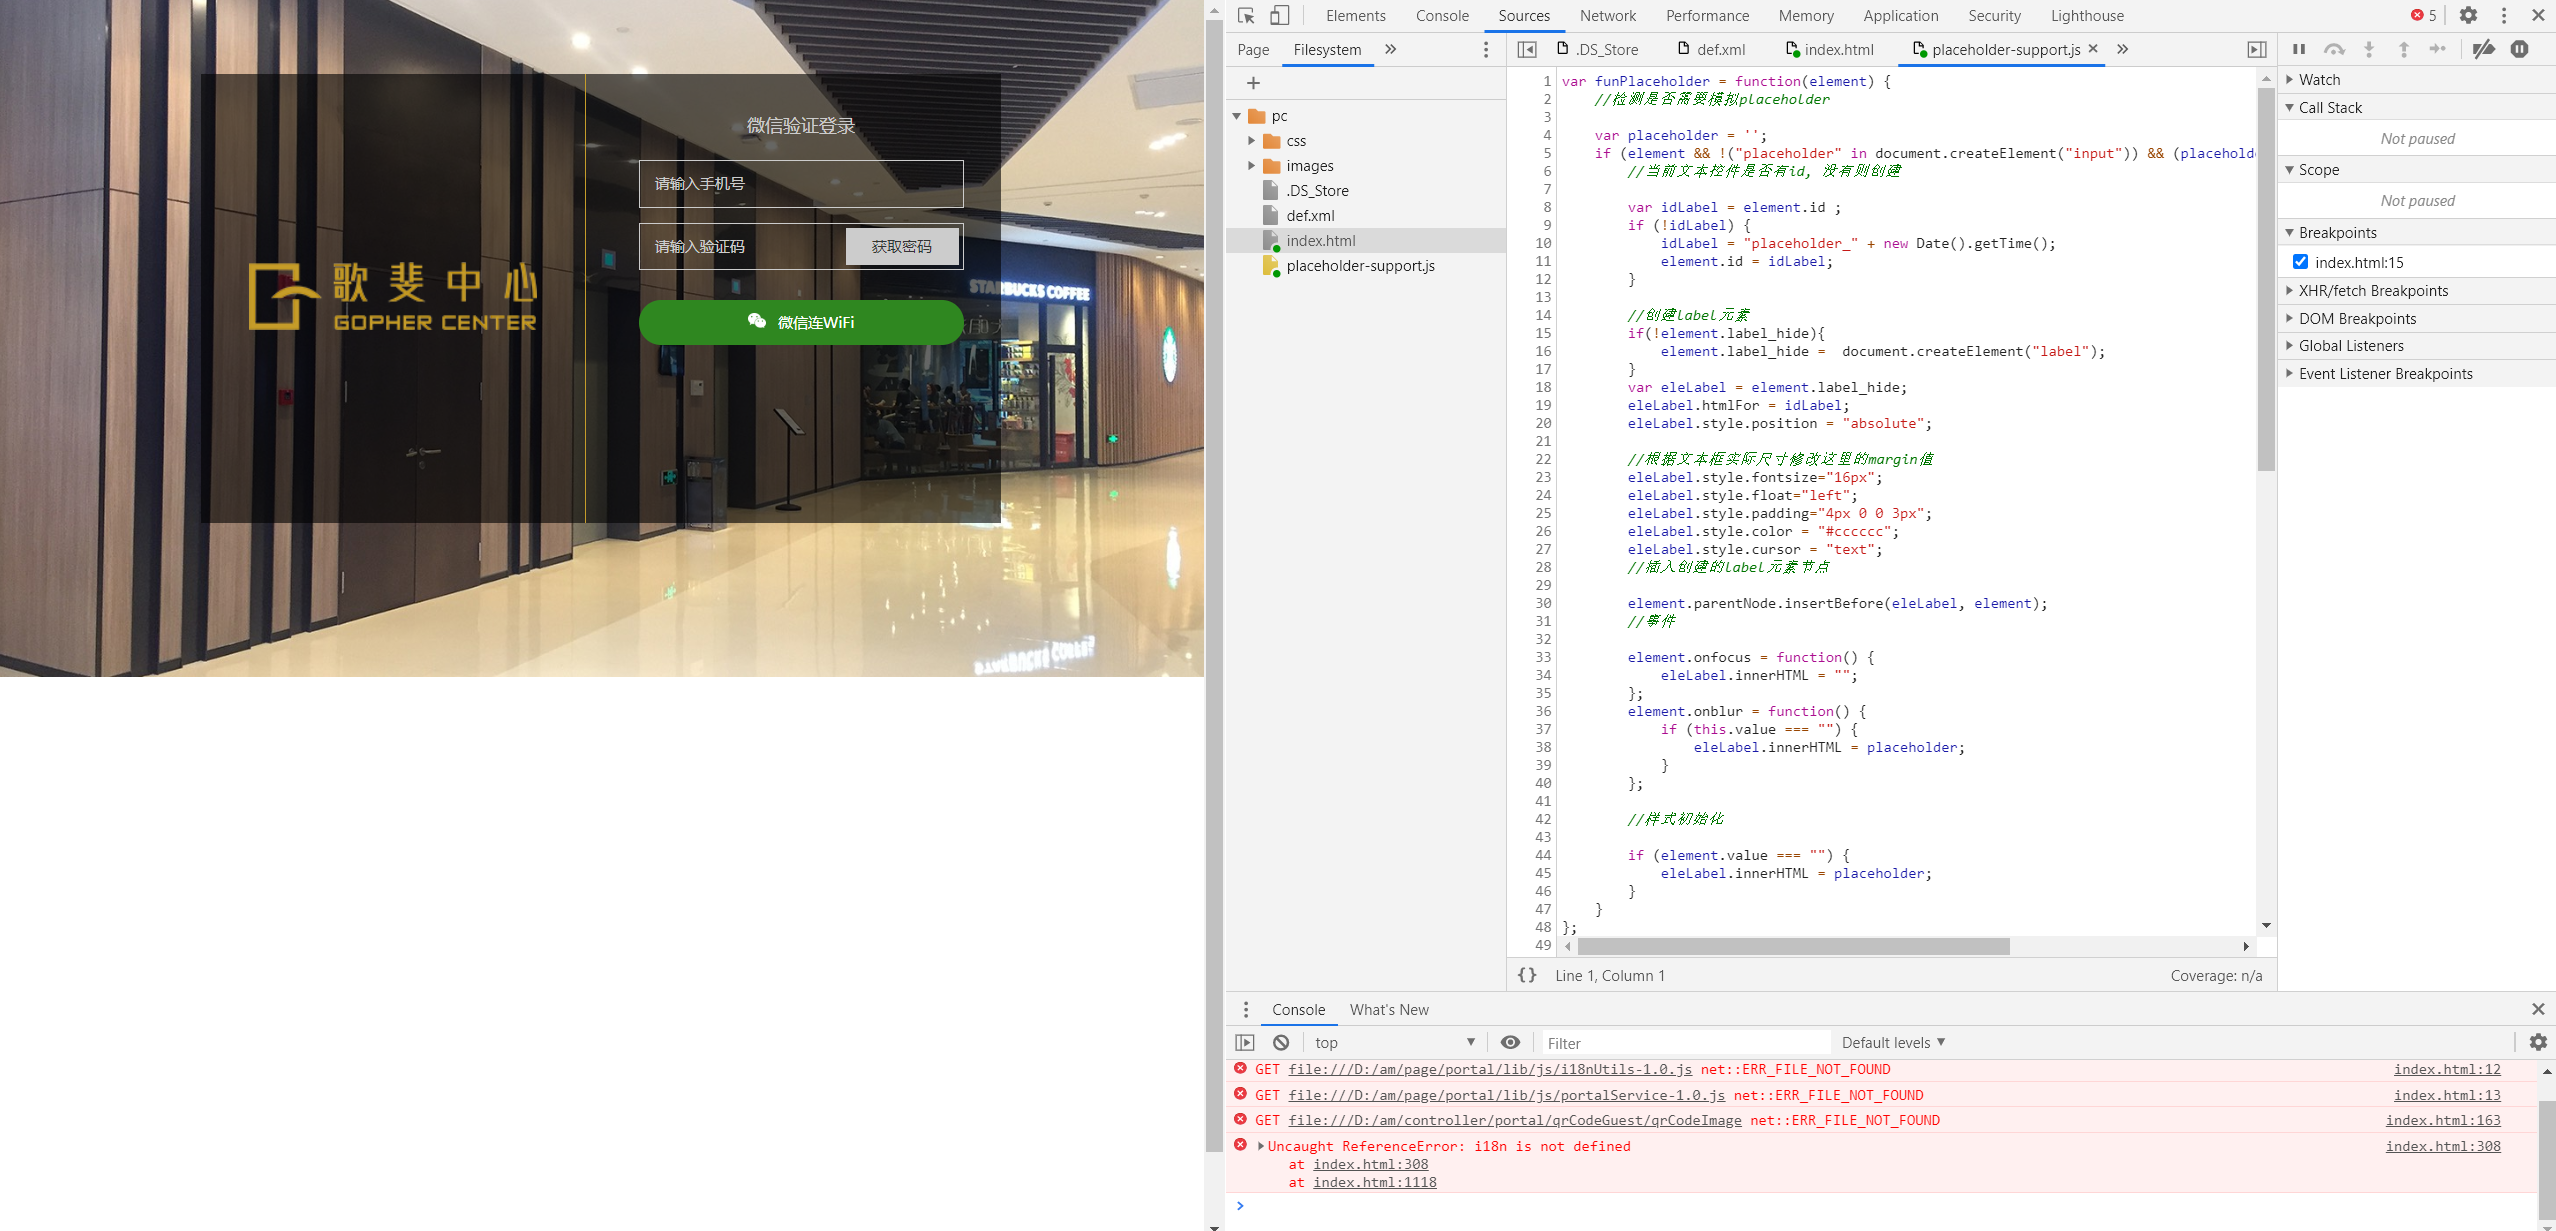 微信验证登录
请输入手机号
请输入验证码
获取密码
微信连WiFi
歌斐中心
GOPHER CENTER
STARBUCKS COFFEE
Elements Console Sources Network Performance Memory Application Security Lighthouse 5
Page Filesystem
.DS_Store def.xml index.html placeholder-support.js
pc
css
images
.DS_Store
def.xml
index.html
placeholder-support.js
1 var funPlaceholder = function(element) {
2 //检测是否需要模拟placeholder
3
4 var placeholder = '';
5 if (element && !("placeholder" in document.createElement("input")) && (placehold
6 //当前文本控件是否有id, 没有则创建
7
8 var idLabel = element.id ;
9 if (!idLabel) {
10 idLabel = "placeholder_" + new Date().getTime();
11 element.id = idLabel;
12 }
13
14 //创建label元素
15 if(!element.label_hide){
16 element.label_hide =  document.createElement("label");
17 }
18 var eleLabel = element.label_hide;
19 eleLabel.htmlFor = idLabel;
20 eleLabel.style.position = "absolute";
21
22 //根据文本框实际尺寸修改这里的margin值
23 eleLabel.style.fontsize="16px";
24 eleLabel.style.float="left";
25 eleLabel.style.padding="4px 0 0 3px";
26 eleLabel.style.color = "#cccccc";
27 eleLabel.style.cursor = "text";
28 //插入创建的label元素节点
29
30 element.parentNode.insertBefore(eleLabel, element);
31 //事件
32
33 element.onfocus = function() {
34 eleLabel.innerHTML = "";
35 };
36 element.onblur = function() {
37 if (this.value === "") {
38 eleLabel.innerHTML = placeholder;
39 }
40 };
41
42 //样式初始化
43
44 if (element.value === "") {
45 eleLabel.innerHTML = placeholder;
46 }
47 }
48 };
49
{} Line 1, Column 1 Coverage: n/a
Watch
Call Stack
Not paused
Scope
Not paused
Breakpoints
index.html:15
XHR/fetch Breakpoints
DOM Breakpoints
Global Listeners
Event Listener Breakpoints
Console What's New
top Filter Default levels
GET file:///D:/am/page/portal/lib/js/i18nUtils-1.0.js net::ERR_FILE_NOT_FOUND index.html:12
GET file:///D:/am/page/portal/lib/js/portalService-1.0.js net::ERR_FILE_NOT_FOUND index.html:13
GET file:///D:/am/controller/portal/qrCodeGuest/qrCodeImage net::ERR_FILE_NOT_FOUND index.html:163
Uncaught ReferenceError: i18n is not defined index.html:308
at index.html:308
at index.html:1118